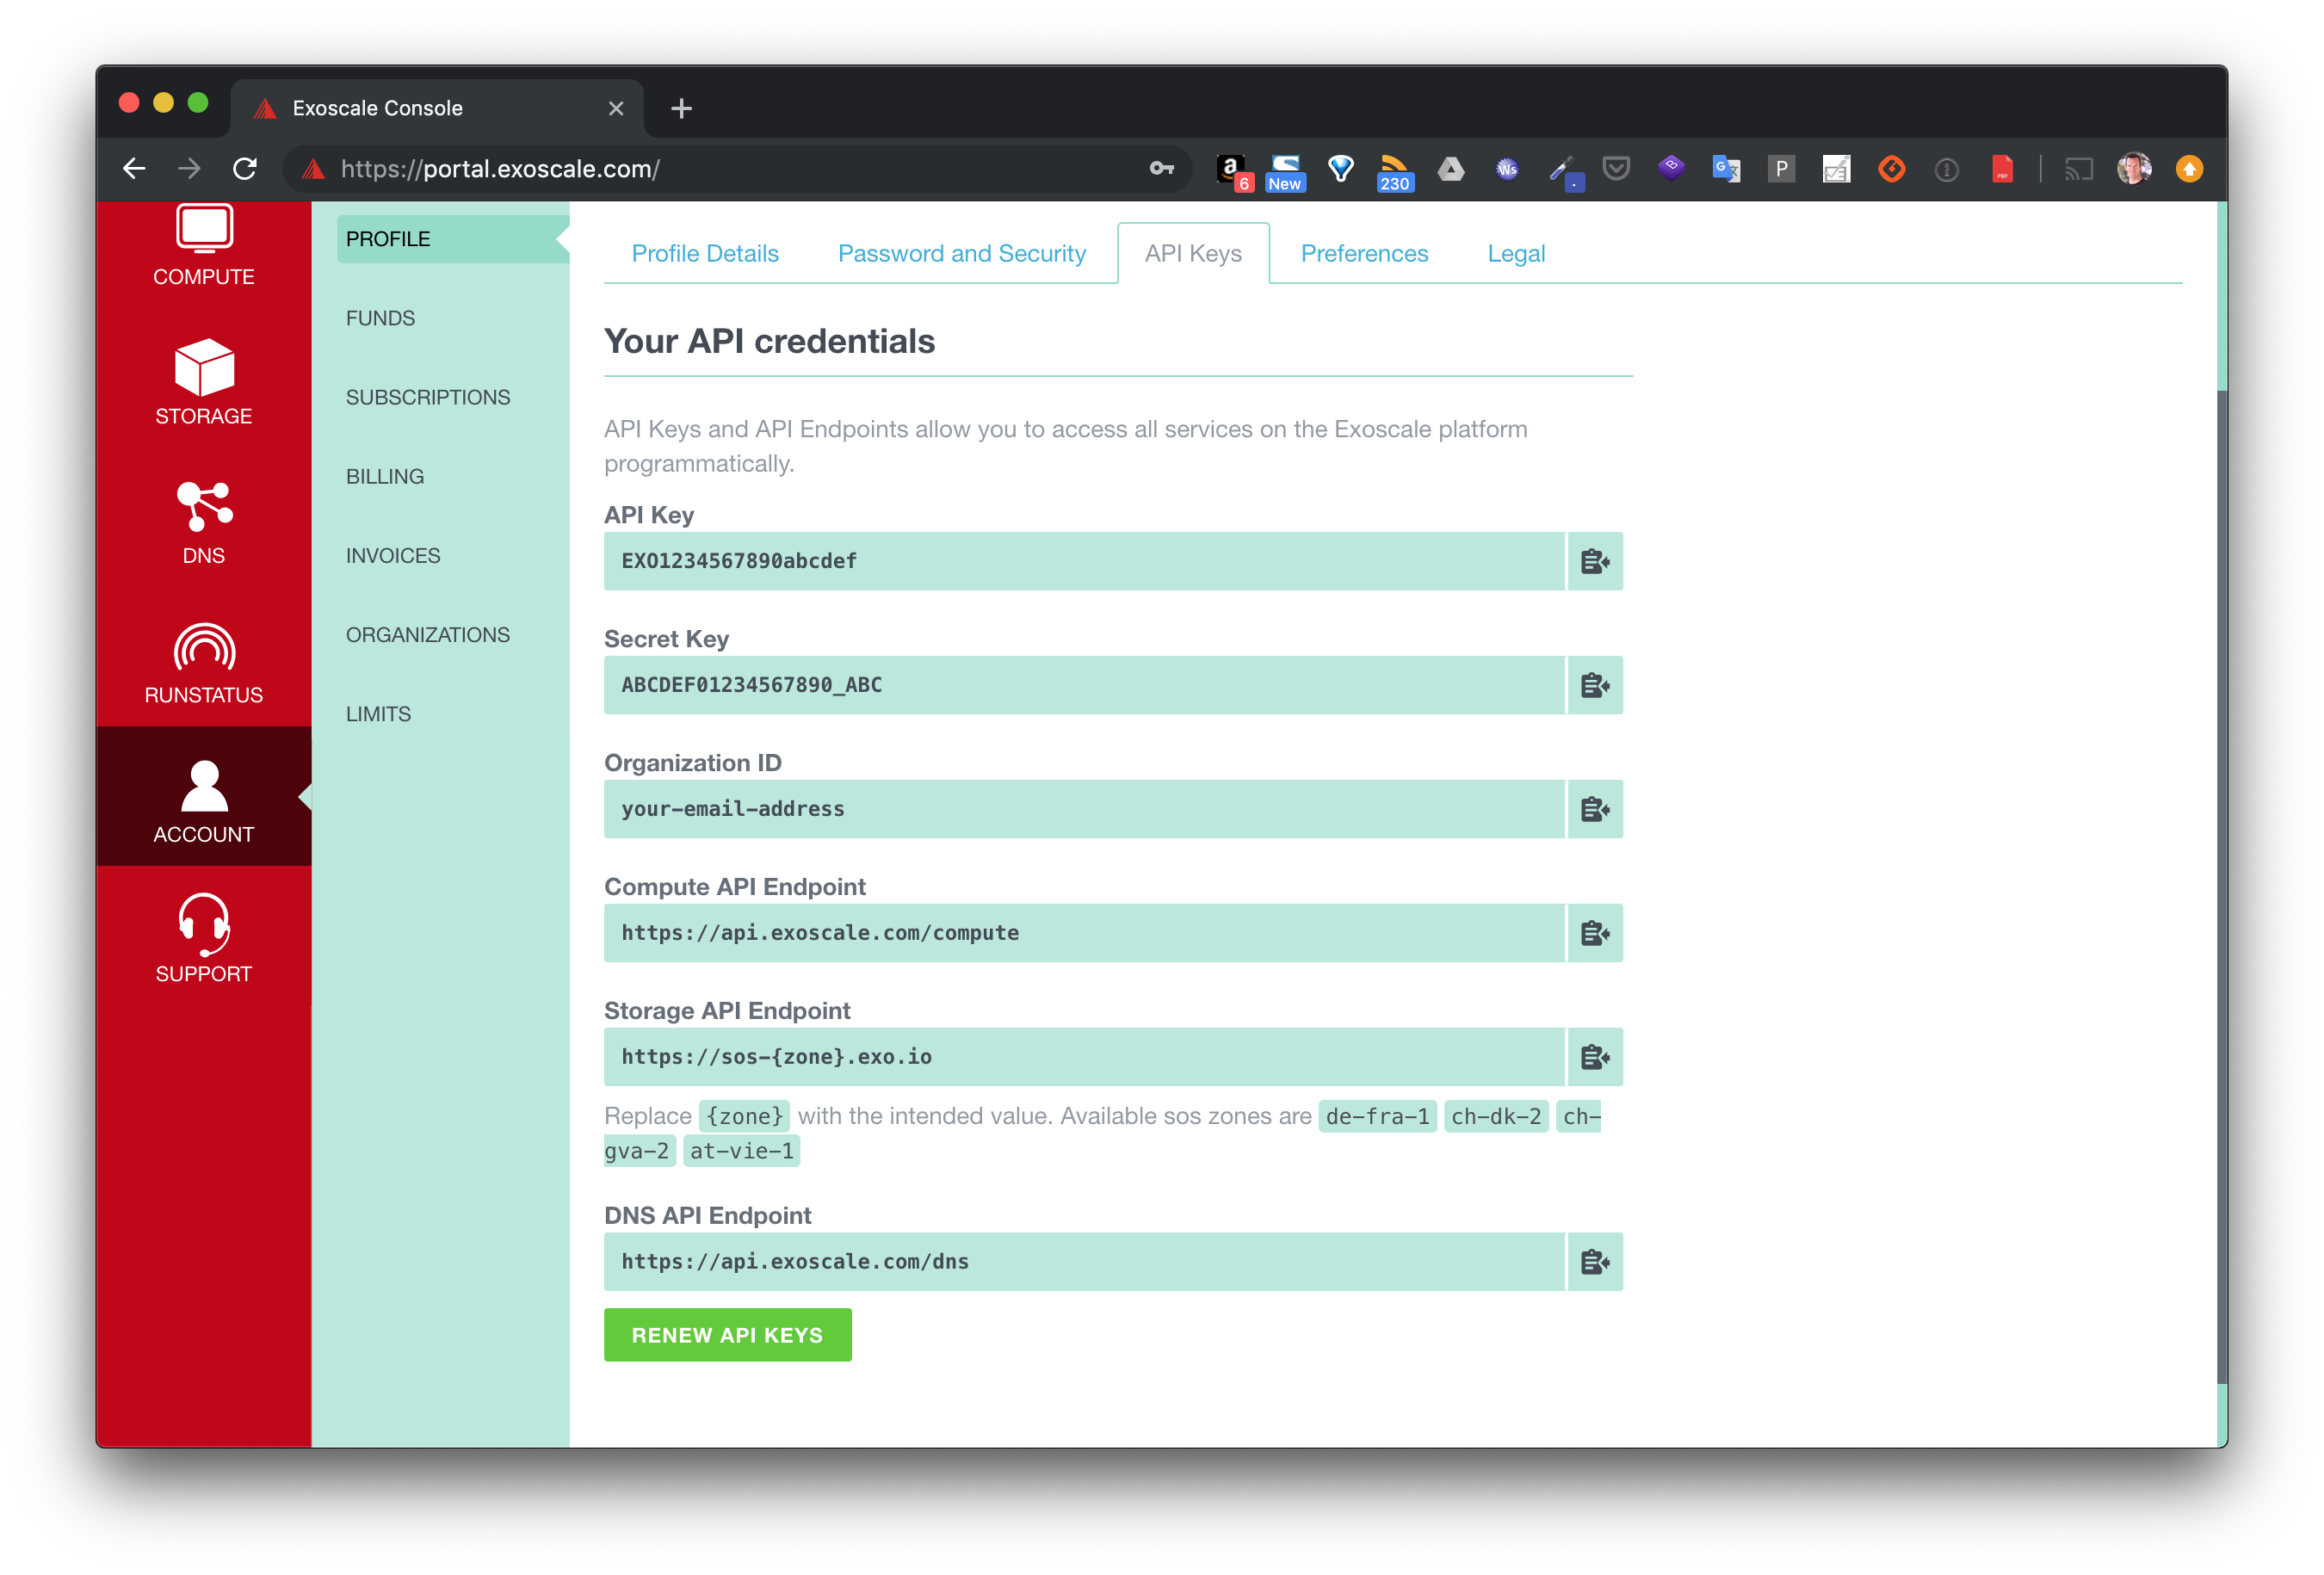 Exoscale Console
https://portal.exoscale.com/
6
New
230
Ws
G
P
COMPUTE
STORAGE
DNS
RUNSTATUS
ACCOUNT
SUPPORT
PROFILE
FUNDS
SUBSCRIPTIONS
BILLING
INVOICES
ORGANIZATIONS
LIMITS
Profile Details
Password and Security
API Keys
Preferences
Legal
Your API credentials
API Keys and API Endpoints allow you to access all services on the Exoscale platform
programmatically.
API Key
EXO1234567890abcdef
Secret Key
ABCDEF01234567890_ABC
Organization ID
your-email-address
Compute API Endpoint
https://api.exoscale.com/compute
Storage API Endpoint
https://sos-{zone}.exo.io
Replace {zone} with the intended value. Available sos zones are de-fra-1 ch-dk-2 ch-
gva-2 at-vie-1
DNS API Endpoint
https://api.exoscale.com/dns
RENEW API KEYS